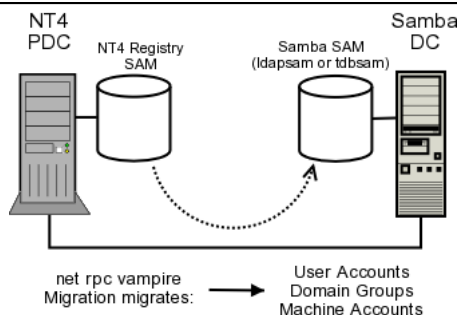 NT4
PDC
NT4 Registry
SAM
Samba SAM
(ldapsam or tdbsam)
Samba
DC
net rpc vampire
Migration migrates:
User Accounts
Domain Groups
Machine Accounts